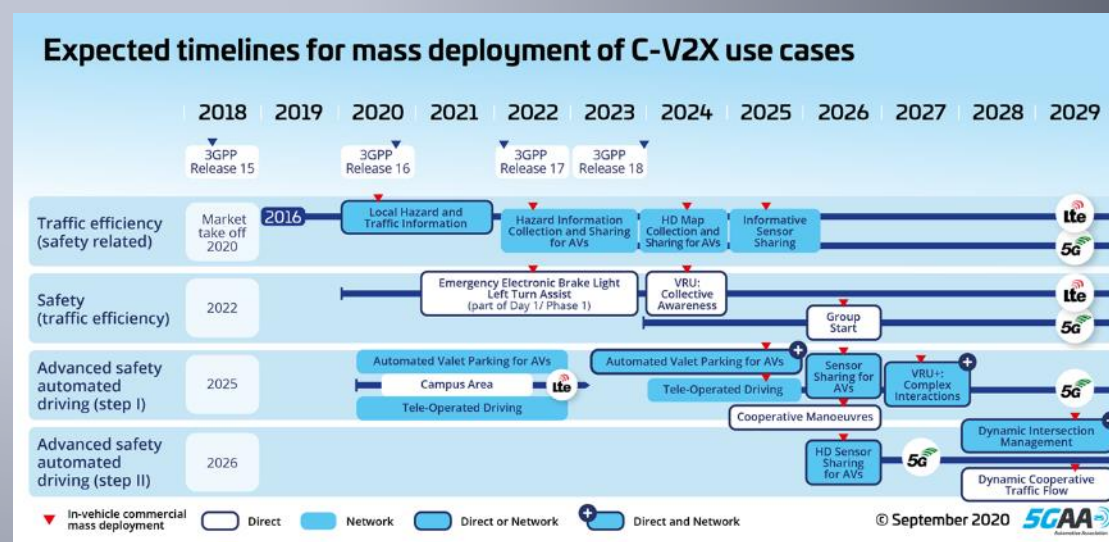 Expected timelines for mass deployment of C-V2X use cases
2018 2019 2020 2021 2022 2023 2024 2025 2026 2027 2028 2029
3GPP
Release 15
3GPP
Release 16
3GPP
Release 17
3GPP
Release 18
Traffic efficiency
(safety related)
Market
take off
2020
2016
Local Hazard and
Traffic Information
Hazard Information
Collection and Sharing
for AVs
HD Map
Collection and
Sharing for AVs
Informative
Sensor
Sharing
lte
5G
Safety
(traffic efficiency)
2022
Emergency Electronic Brake Light
Left Turn Assist
(part of Day 1/ Phase 1)
VRU:
Collective
Awareness
Group
Start
lte
5G
Advanced safety
automated
driving (step I)
2025
Automated Valet Parking for AVs
Campus Area
lte
Tele-Operated Driving
Automated Valet Parking for AVs
Tele-Operated Driving
Cooperative Manoeuvres
Sensor
Sharing for
AVs
VRU+:
Complex
Interactions
5G
Advanced safety
automated
driving (step II)
2026
HD Sensor
Sharing
for AVs
5G
Dynamic Intersection
Management
Dynamic Cooperative
Traffic Flow
In-vehicle commercial
mass deployment
Direct
Network
Direct or Network
Direct and Network
© September 2020
5GAA
Automotive Association